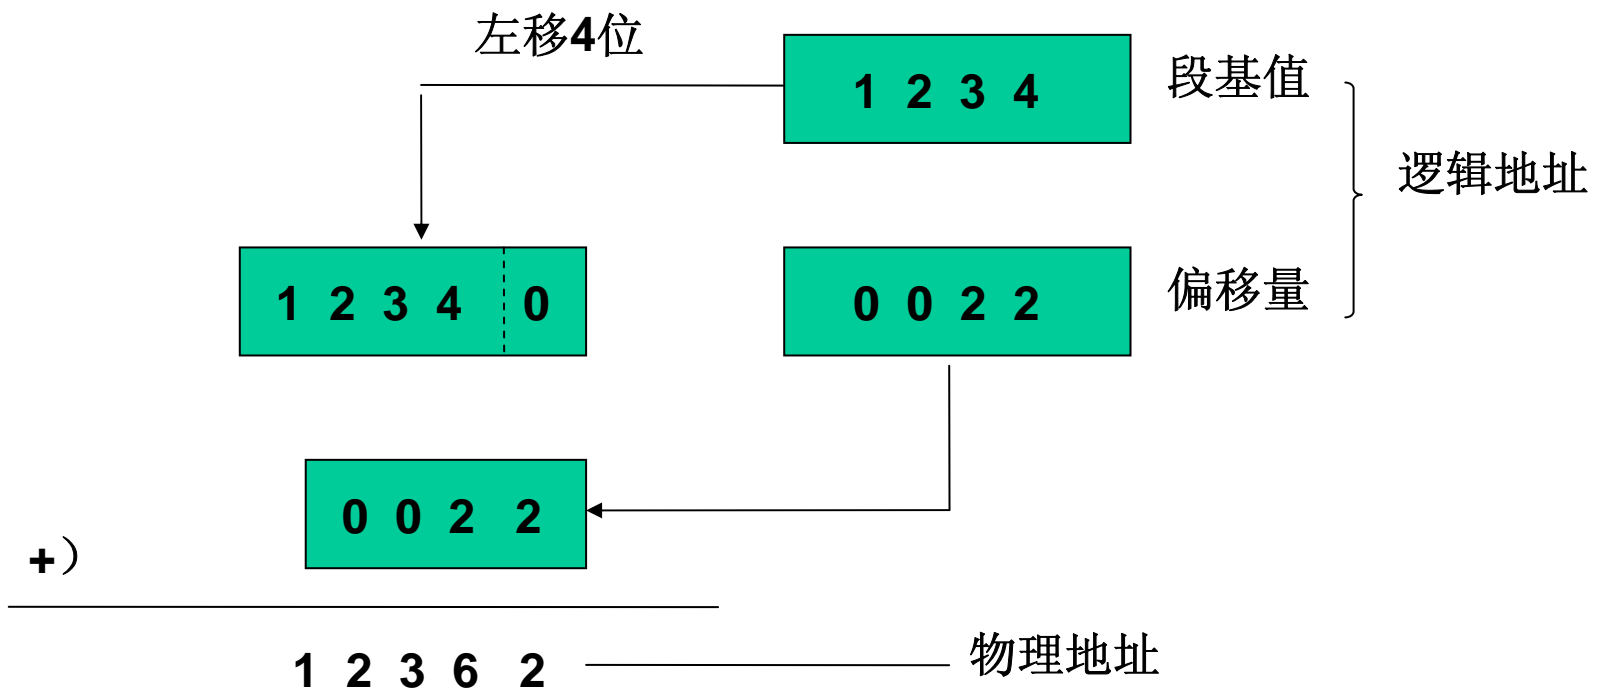 左移4位
1 2 3 4 段基值
逻辑地址
1 2 3 4 0
0 0 2 2 偏移量
0 0 2 2
+）
1 2 3 6 2 物理地址